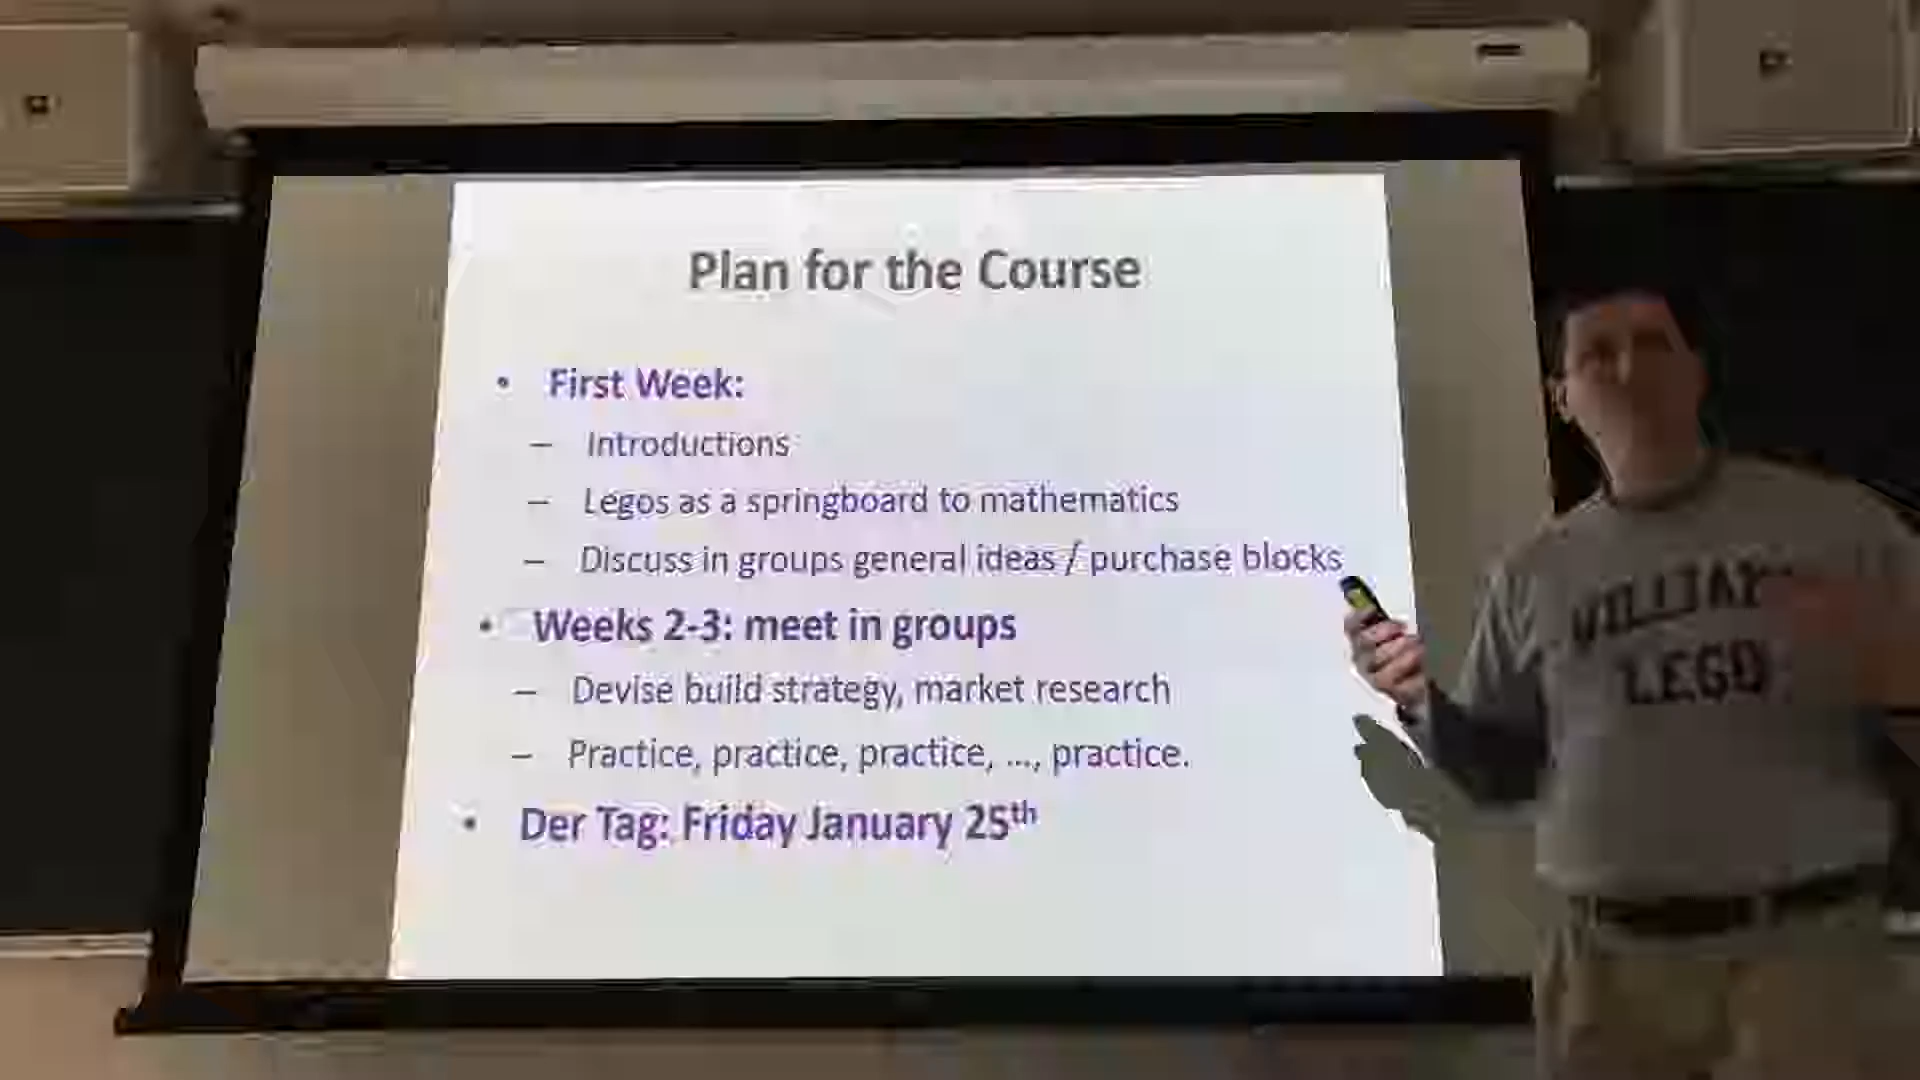 Plan for the Course
• First Week:
– Introductions
– Legos as a springboard to mathematics
– Discuss in groups general ideas / purchase blocks
• Weeks 2-3: meet in groups
– Devise build strategy, market research
– Practice, practice, practice, ..., practice.
• Der Tag: Friday January 25th
LEGO